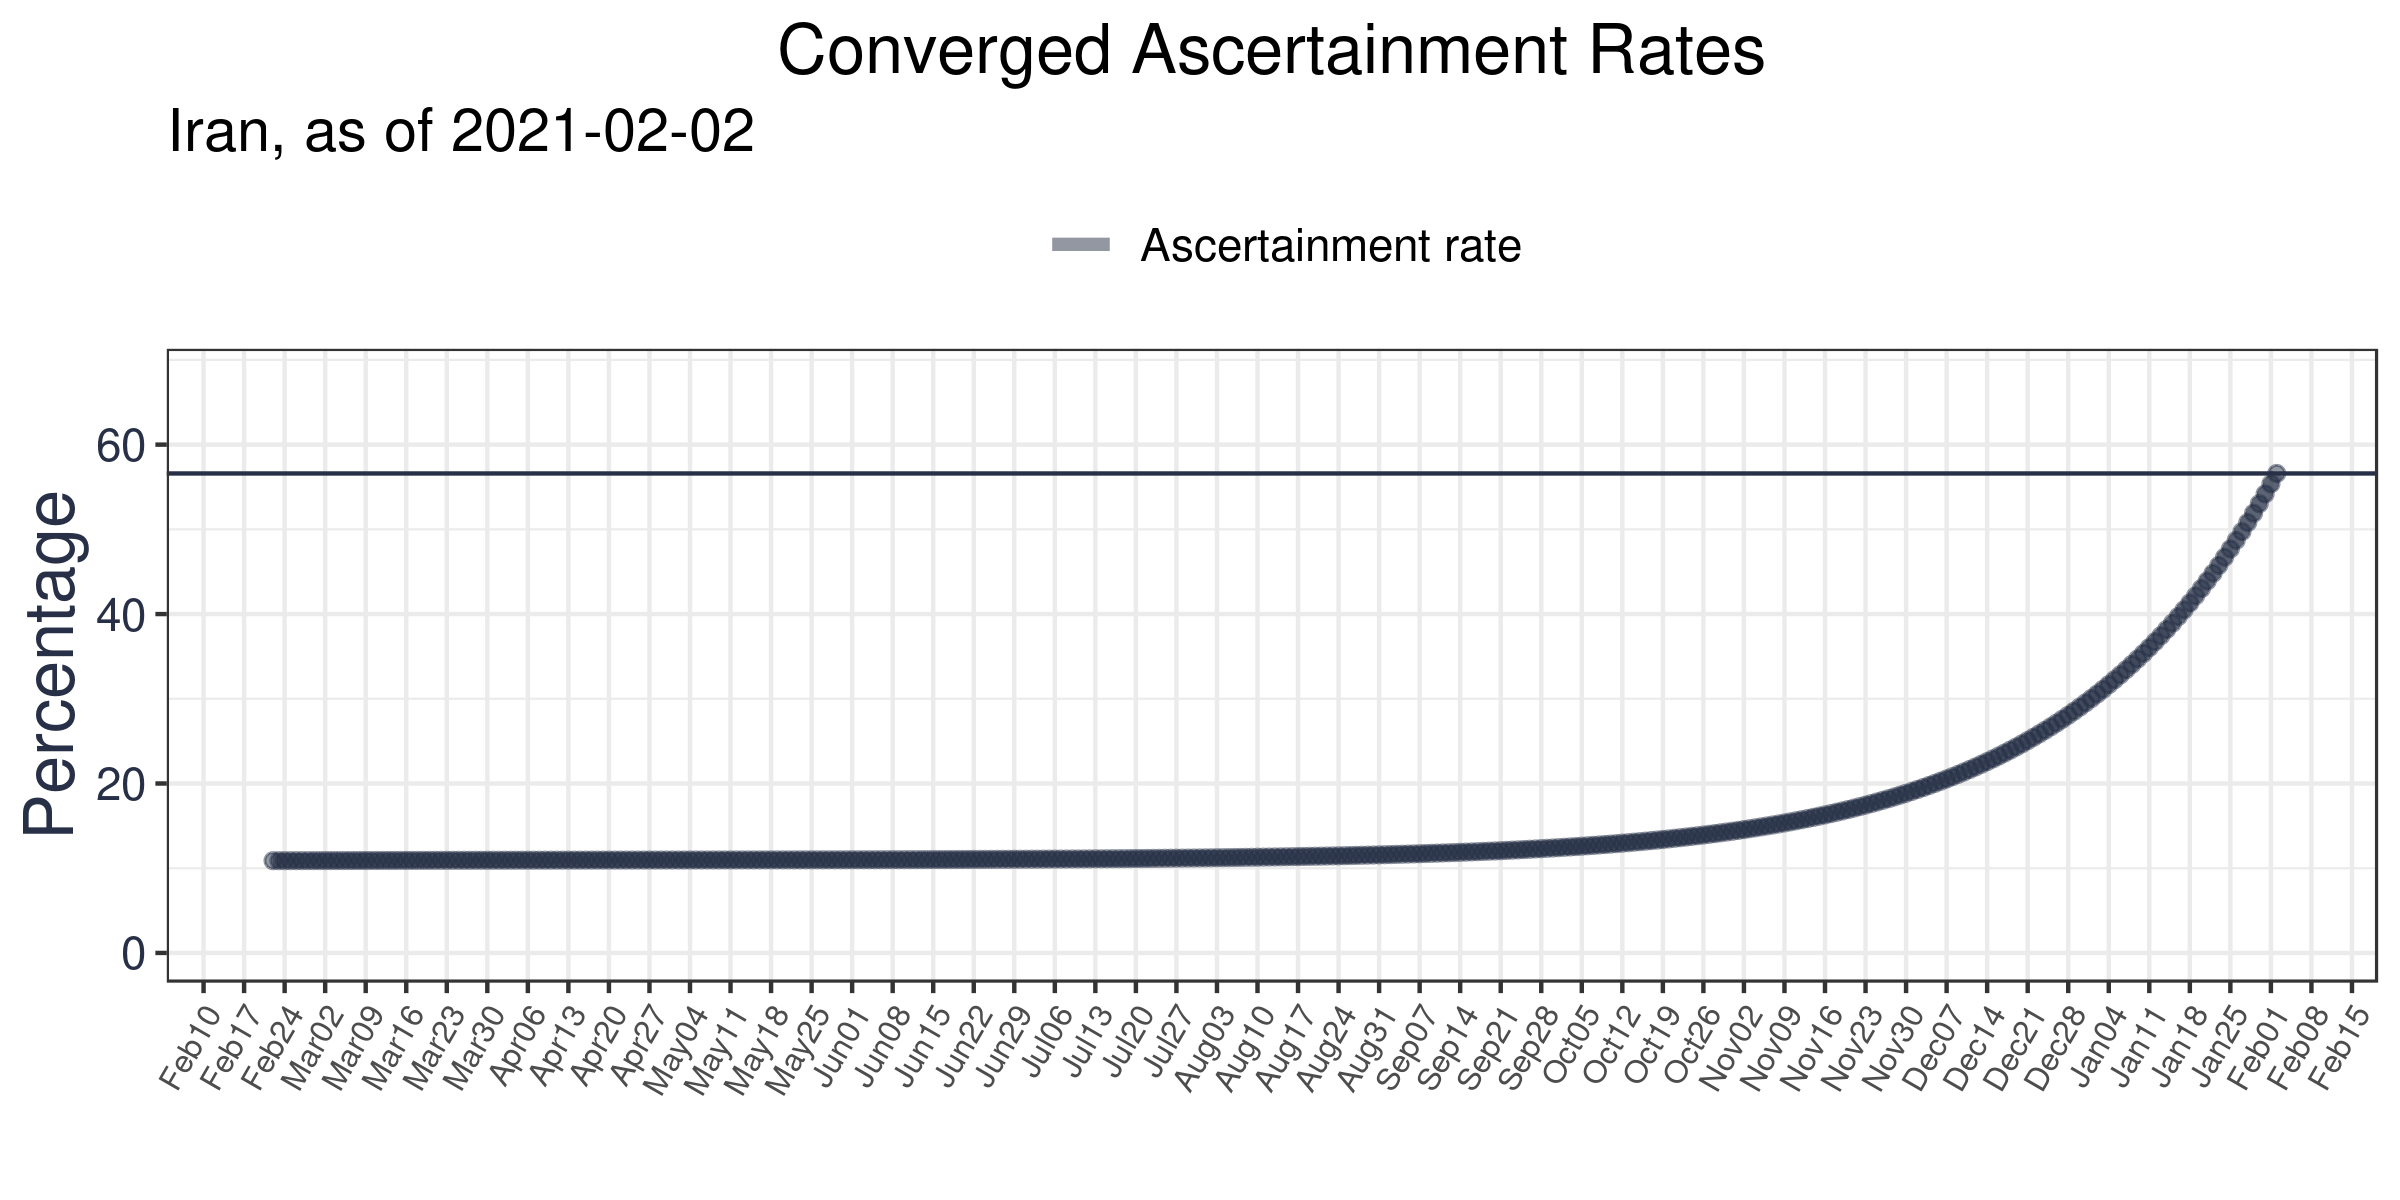 Converged Ascertainment Rates
Iran, as of 2021-02-02
Ascertainment rate
Percentage
60
40
20
0
Feb10 Feb17 Feb24 Mar02 Mar09 Mar16 Mar23 Mar30 Apr06 Apr13 Apr20 Apr27 May04 May11 May18 May25 Jun01 Jun08 Jun15 Jun22 Jun29 Jul06 Jul13 Jul20 Jul27 Aug03 Aug10 Aug17 Aug24 Aug31 Sep07 Sep14 Sep21 Sep28 Oct05 Oct12 Oct19 Oct26 Nov02 Nov09 Nov16 Nov23 Nov30 Dec07 Dec14 Dec21 Dec28 Jan04 Jan11 Jan18 Jan25 Feb01 Feb08 Feb15